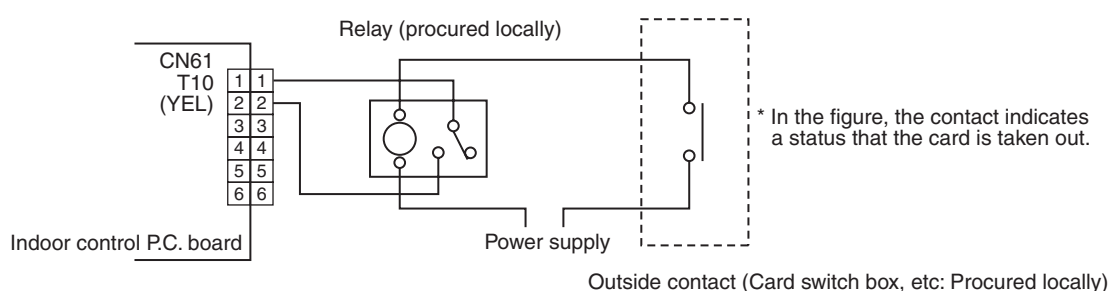 Relay (procured locally)
CN61
T10
(YEL)
1 1
2 2
3 3
4 4
5 5
6 6
* In the figure, the contact indicates
a status that the card is taken out.
Indoor control P.C. board
Power supply
Outside contact (Card switch box, etc: Procured locally)